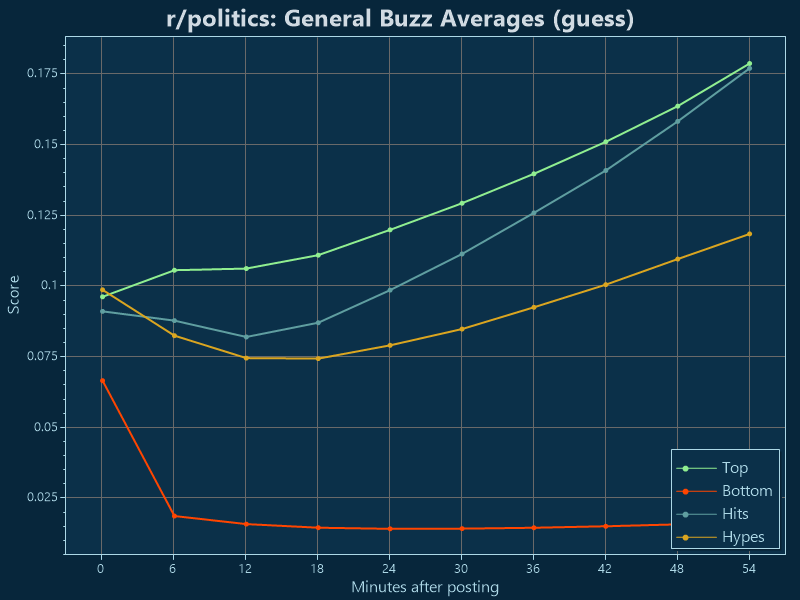 r/politics: General Buzz Averages (guess)
0.175
0.15
0.125
0.1
0.075
0.05
0.025
Score
Top
Bottom
Hits
Hypes
0 6 12 18 24 30 36 42 48 54
Minutes after posting